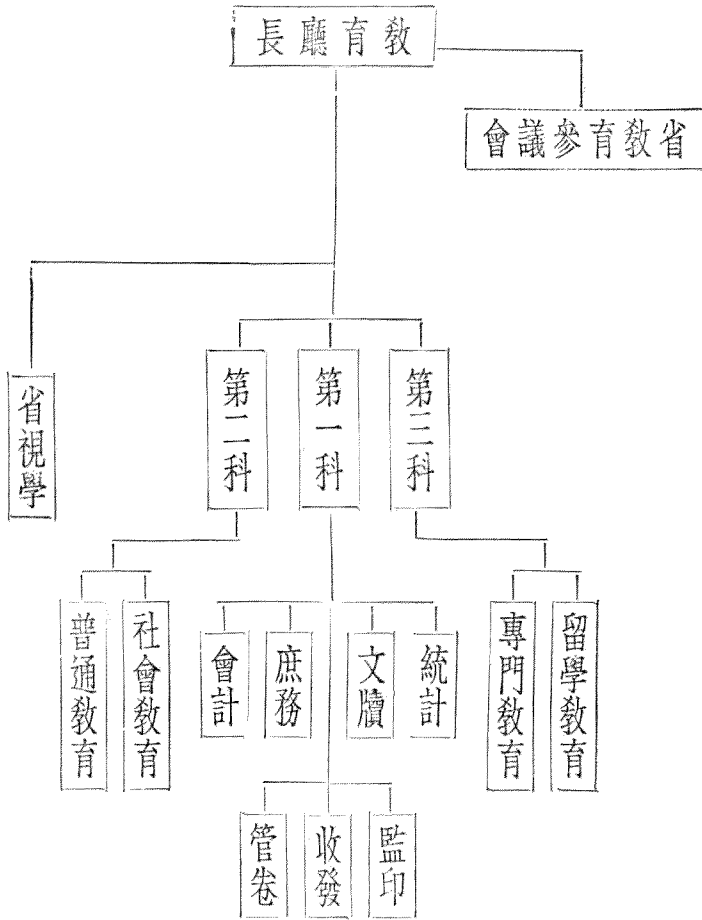 教育廳長
省教育參議會
省視學
第二科
第一科
第三科
普通教育
社會教育
會計
庶務
文牘
統計
專門教育
留學教育
管卷
收發
監印